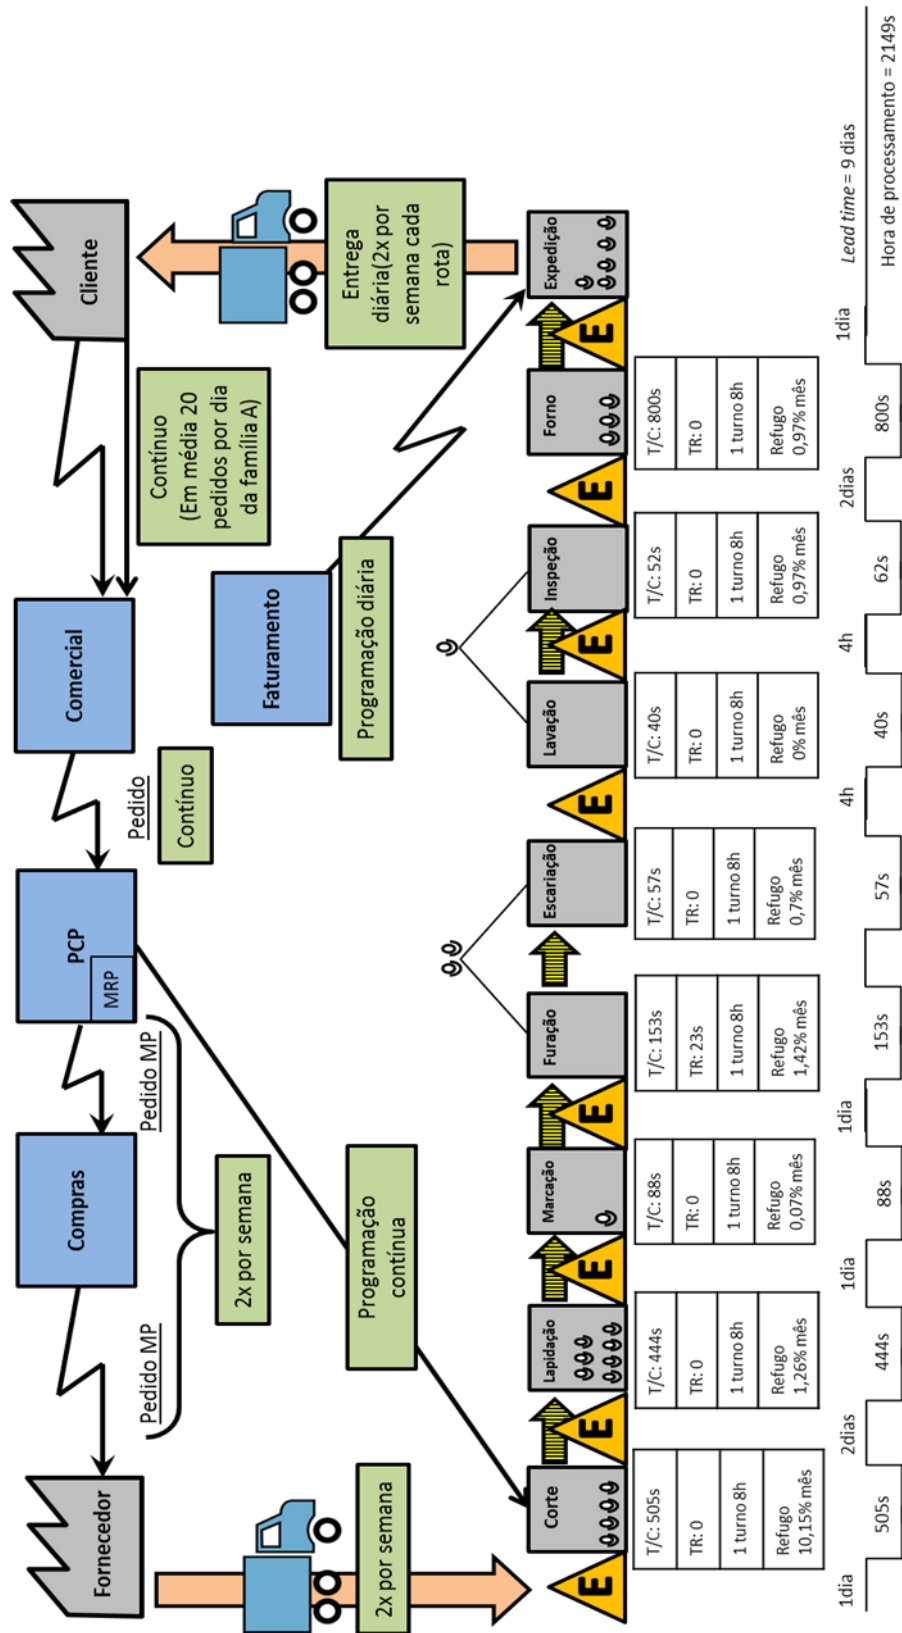 Fornecedor
Pedido MP
Compras
Pedido MP
2x por semana
PCP
MRP
Pedido
Contínuo
Comercial
Contínuo
(Em média 20
pedidos por dia
da família A)
Cliente
2x por semana
Programação
contínua
Faturamento
Programação diária
Entrega
diária(2x por
semana cada
rota)
E
Corte
E
Lapidação
E
Marcação
E
Furação
Escariação
E
Lavação
E
Inspeção
E
Forno
E
Expedição
T/C: 505s
TR: 0
1 turno 8h
Refugo
10,15% mês
T/C: 444s
TR: 0
1 turno 8h
Refugo
1,26% mês
T/C: 88s
TR: 0
1 turno 8h
Refugo
0,07% mês
T/C: 153s
TR: 23s
1 turno 8h
Refugo
1,42% mês
T/C: 57s
TR: 0
1 turno 8h
Refugo
0,7% mês
T/C: 40s
TR: 0
1 turno 8h
Refugo
0% mês
T/C: 52s
TR: 0
1 turno 8h
Refugo
0,97% mês
T/C: 800s
TR: 0
1 turno 8h
Refugo
0,97% mês
1dia
505s
2dias
444s
1dia
88s
1dia
153s
57s
4h
40s
4h
62s
2dias
800s
1dia
Lead time = 9 dias
Hora de processamento = 2149s